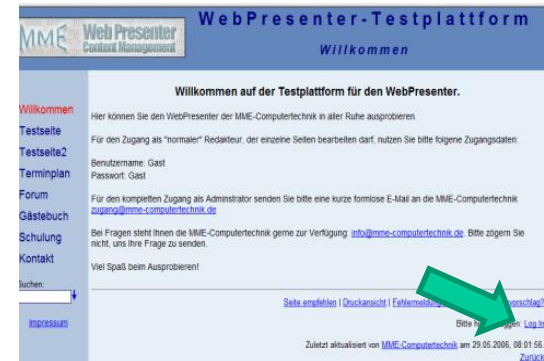 MME Web Presenter
Content Management
WebPresenter-Testplattform
Willkommen
Willkommen
Testseite
Testseite2
Terminplan
Forum
Gästebuch
Schulung
Kontakt
Suchen:
Impressum
Willkommen auf der Testplattform für den WebPresenter.
Hier können Sie den WebPresenter der MME-Computertechnik in aller Ruhe ausprobieren.
Für den Zugang als "normaler" Redakteur, der einzelne Seiten bearbeiten darf, nutzen Sie bitte folgene Zugangsdaten:
Benutzername: Gast
Passwort: Gast
Für den kompletten Zugang als Adminstrator senden Sie bitte eine kurze formlose E-Mail an die MME-Computertechnik
zugang@mme-computertechnik.de
Bei Fragen steht Ihnen die MME-Computertechnik gerne zur Verfügung: info@mme-computertechnik.de. Bitte zögern Sie
nicht, uns Ihre Frage zu senden.
Viel Spaß beim Ausprobieren!
Seite empfehlen | Druckansicht |
Bitte Log In
Zuletzt aktualisiert von MME-Computertechnik am 29.05.2006, 08:01:56.
Zurück